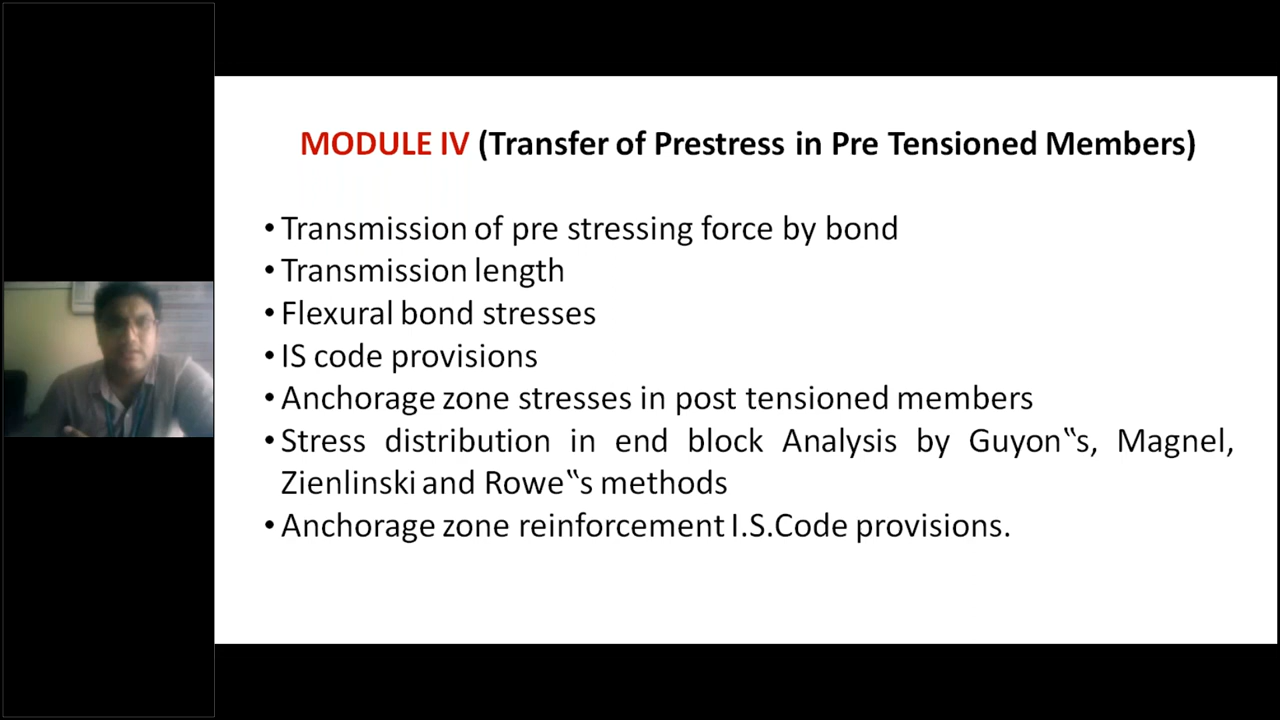 MODULE IV (Transfer of Prestress in Pre Tensioned Members)
• Transmission of pre stressing force by bond
• Transmission length
• Flexural bond stresses
• IS code provisions
• Anchorage zone stresses in post tensioned members
• Stress distribution in end block Analysis by Guyon‟s, Magnel,
Zienlinski and Rowe‟s methods
• Anchorage zone reinforcement I.S.Code provisions.